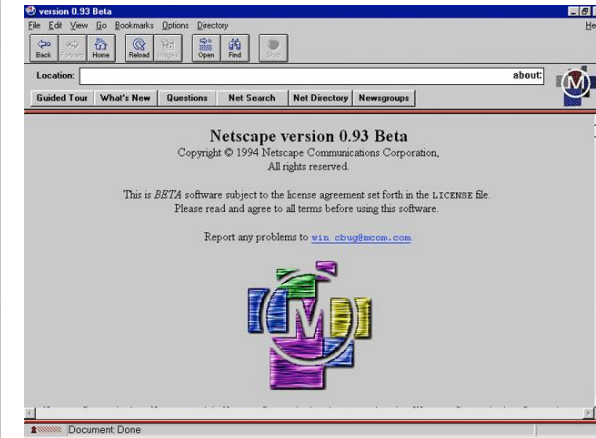 version 0.93 Beta
File Edit View Go Bookmarks Options Directory He
Back Forward Home Reload Images Open Find Stop
Location: about:
Guided Tour What's New Questions Net Search Net Directory Newsgroups
Netscape version 0.93 Beta
Copyright © 1994 Netscape Communications Corporation,
All rights reserved.
This is BETA software subject to the license agreement set forth in the LICENSE file.
Please read and agree to all terms before using this software.
Report any problems to win_cbug@mcom.com.
M
M
Document: Done